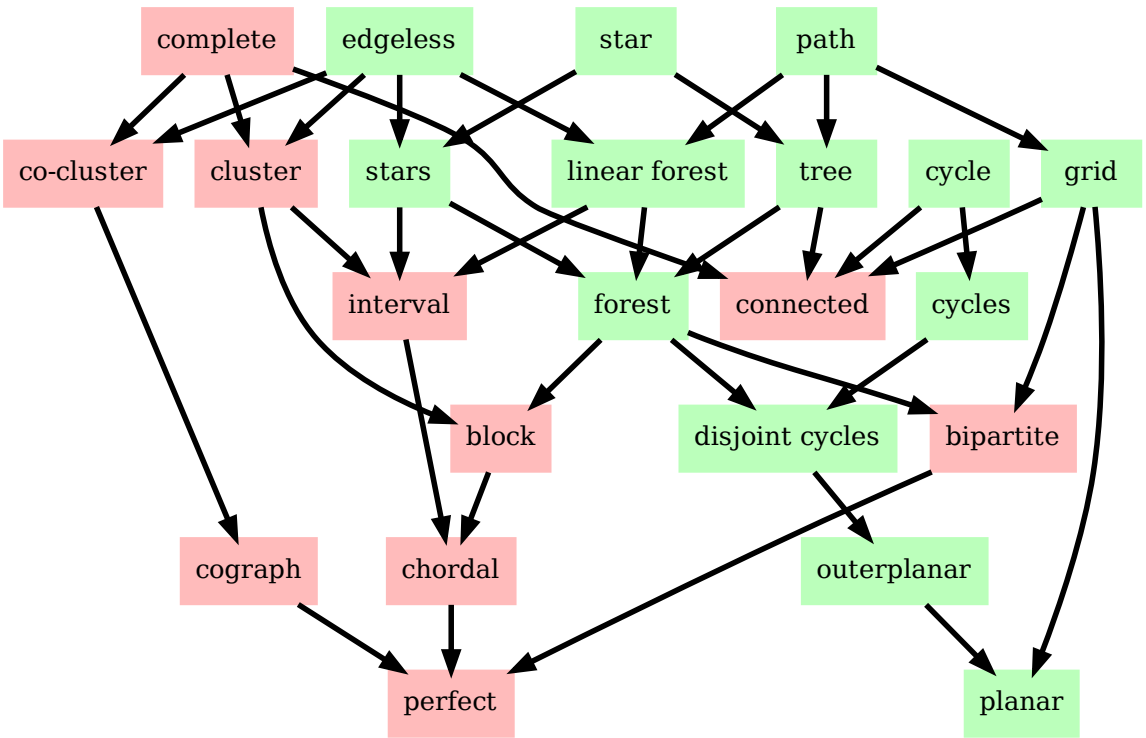 complete
edgeless
star
path
co-cluster
cluster
stars
linear forest
tree
cycle
grid
interval
forest
connected
cycles
block
disjoint cycles
bipartite
cograph
chordal
outerplanar
perfect
planar